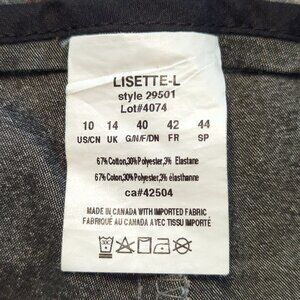 LISETTE-L
style 29501
Lot#4074
10 14 40 42 44
US/CN UK G/N/F/DN FR SP
67% Cotton,30% Polyester,3% Elastane
67% Coton,30% Polyester,3% élasthanne
ca#42504
MADE IN CANADA WITH IMPORTED FABRIC
FABRIQUÉ AU CANADA AVEC TISSU IMPORTÉ